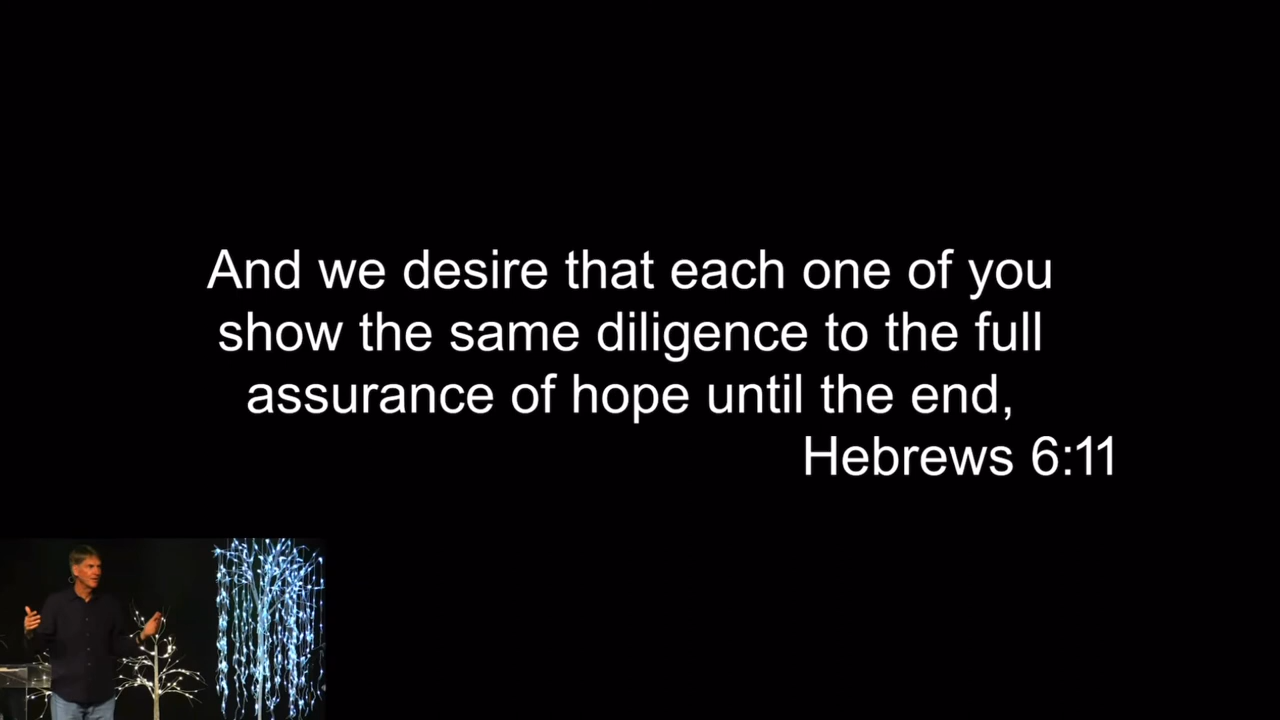 And we desire that each one of you
show the same diligence to the full
assurance of hope until the end,
Hebrews 6:11